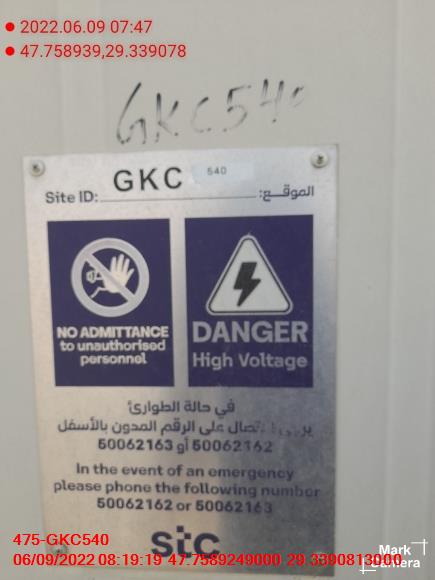 2022.06.09 07:47
47.758939,29.339078
GKC540
GKC 540
Site ID: الموقع:
NO ADMITTANCE
to unauthorised
personnel
DANGER
High Voltage
في حالة الطوارئ
على الرقم المدون بالأسفل
50062163 أو 50062162
In the event of an emergency
please phone the following number
50062162 or 50062163
stc
475-GKC540
06/09/2022 08:19:19 47.7589249000 29.3390813000
Mark
Camera